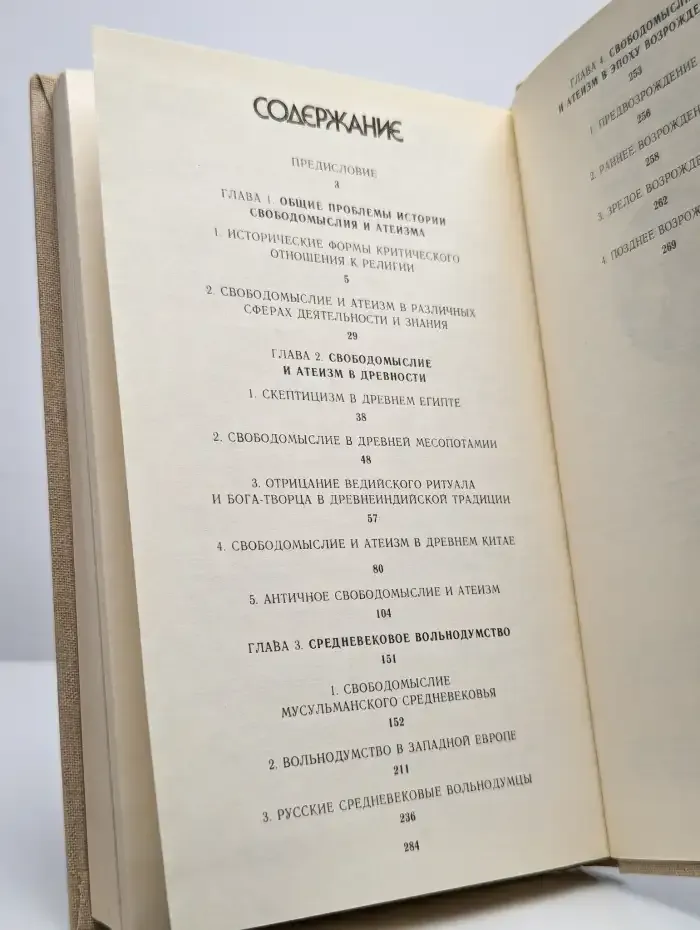 СОДЕРЖАНИЕ
ПРЕДИСЛОВИЕ
3
ГЛАВА 1. ОБЩИЕ ПРОБЛЕМЫ ИСТОРИИ
СВОБОДОМЫСЛИЯ И АТЕИЗМА
1. ИСТОРИЧЕСКИЕ ФОРМЫ КРИТИЧЕСКОГО
ОТНОШЕНИЯ К РЕЛИГИИ
5
2. СВОБОДОМЫСЛИЕ И АТЕИЗМ В РАЗЛИЧНЫХ
СФЕРАХ ДЕЯТЕЛЬНОСТИ И ЗНАНИЯ
29
ГЛАВА 2. СВОБОДОМЫСЛИЕ
И АТЕИЗМ В ДРЕВНОСТИ
1. СКЕПТИЦИЗМ В ДРЕВНЕМ ЕГИПТЕ
38
2. СВОБОДОМЫСЛИЕ В ДРЕВНЕЙ МЕСОПОТАМИИ
48
3. ОТРИЦАНИЕ ВЕДИЙСКОГО РИТУАЛА
И БОГА-ТВОРЦА В ДРЕВНЕИНДИЙСКОЙ ТРАДИЦИИ
57
4. СВОБОДОМЫСЛИЕ И АТЕИЗМ В ДРЕВНЕМ КИТАЕ
80
5. АНТИЧНОЕ СВОБОДОМЫСЛИЕ И АТЕИЗМ
104
ГЛАВА 3. СРЕДНЕВЕКОВОЕ ВОЛЬНОДУМСТВО
151
1. СВОБОДОМЫСЛИЕ
МУСУЛЬМАНСКОГО СРЕДНЕВЕКОВЬЯ
152
2. ВОЛЬНОДУМСТВО В ЗАПАДНОЙ ЕВРОПЕ
211
3. РУССКИЕ СРЕДНЕВЕКОВЫЕ ВОЛЬНОДУМЦЫ
236
284
ГЛАВА 4. СВОБОДОМЫСЛИ
И АТЕИЗМ В ЭПОХУ ВОЗРОЖДЕ
253
1. ПРЕДВОЗРОЖДЕНИЕ
256
2. РАННЕЕ ВОЗРОЖДЕН
258
3. ЗРЕЛОЕ ВОЗРОЖДЕ
262
4. ПОЗДНЕЕ ВОЗРОЖ
269